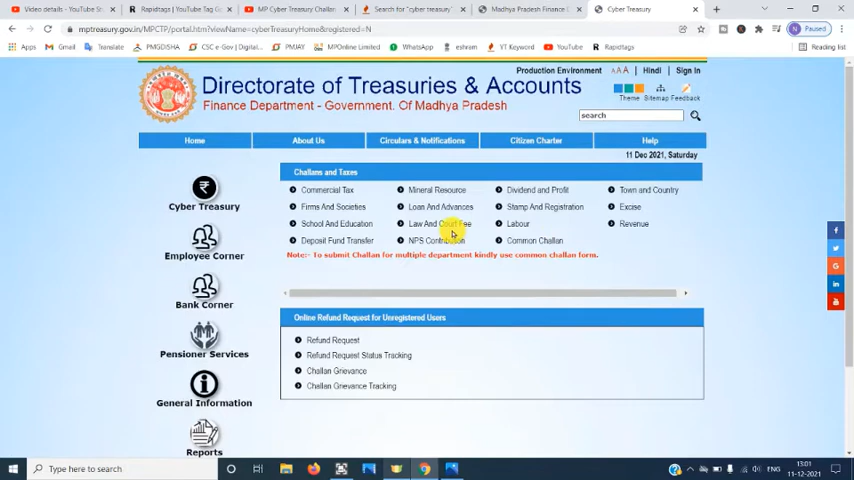 Video details - YouTube St
Rapidtags | YouTube Tag Ge
MP Cyber Treasury Challan
Search for "cyber treasury"
Madhya Pradesh Finance D
Cyber Treasury
mptreasury.gov.in/MPCTP/portal.htm?viewName=cyberTreasuryHome&registered=N
Paused
Apps Gmail Translate PMGDISHA CSC e-Gov | Digital PMJAY MPOnline Limited WhatsApp eshram YT Keyword YouTube Rapidtags Reading list
Production Environment A A A Hindi Sign In
Directorate of Treasuries & Accounts
Finance Department - Government. Of Madhya Pradesh
Theme Sitemap Feedback
search
Home About Us Circulars & Notifications Citizen Charter Help
11 Dec 2021, Saturday
Challans and Taxes
Commercial Tax Mineral Resource Dividend and Profit Town and Country
Firms And Societies Loan And Advances Stamp And Registration Excise
School And Education Law And Court Fee Labour Revenue
Deposit Fund Transfer NPS Contribution Common Challan
Note:- To submit Challan for multiple department kindly use common challan form.
Cyber Treasury
Employee Corner
Bank Corner
Pensioner Services
General Information
Reports
Online Refund Request for Unregistered Users
Refund Request
Refund Request Status Tracking
Challan Grievance
Challan Grievance Tracking
Type here to search
ENG
13:01
11-12-2021